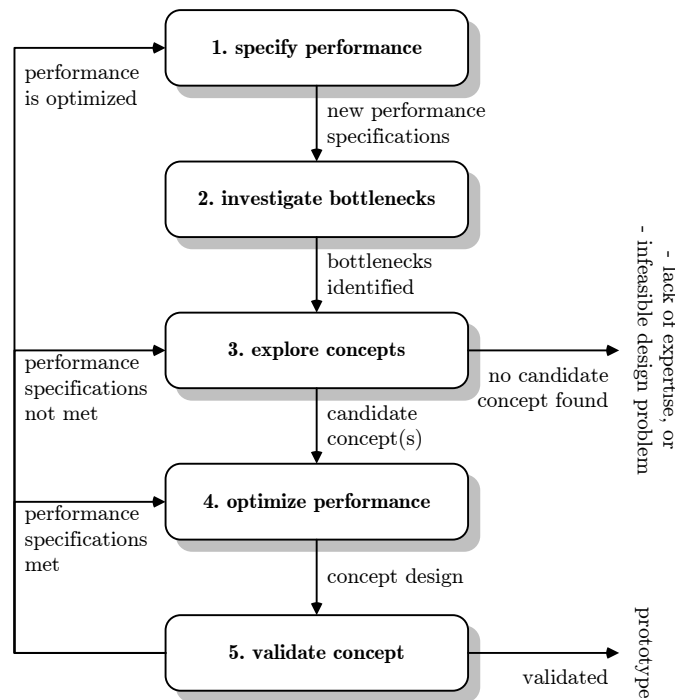 1. specify performance
performance
is optimized
new performance
specifications
2. investigate bottlenecks
bottlenecks
identified
- lack of expertise, or
- infeasible design problem
3. explore concepts
performance
specifications
not met
no candidate
concept found
candidate
concept(s)
4. optimize performance
performance
specifications
met
concept design
5. validate concept
validated
prototype